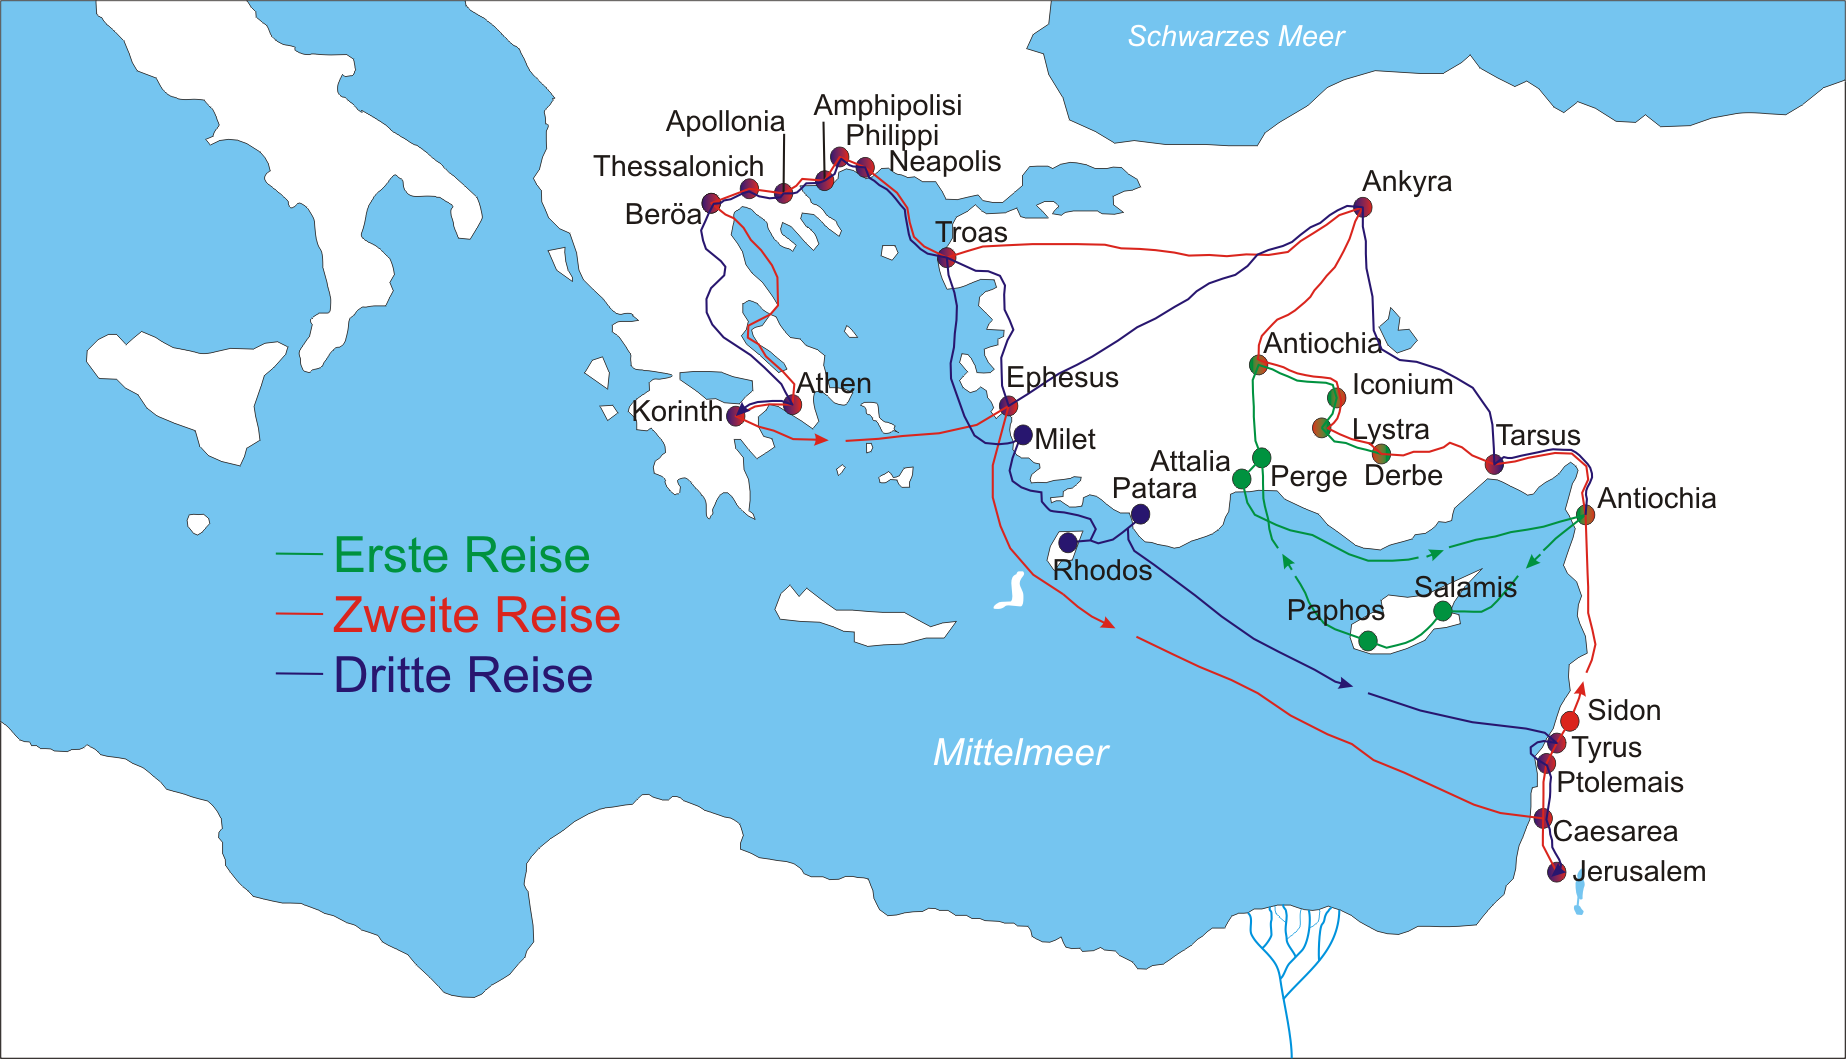 Schwarzes Meer
Amphipolisi
Apollonia
Philippi
Neapolis
Thessalonich
Beröa
Ankyra
Troas
Antiochia
Athen
Ephesus
Iconium
Korinth
Lystra
Milet
Tarsus
Attalia
Perge
Derbe
Patara
Antiochia
Erste Reise
Rhodos
Salamis
Paphos
Zweite Reise
Dritte Reise
Sidon
Mittelmeer
Tyrus
Ptolemais
Caesarea
Jerusalem